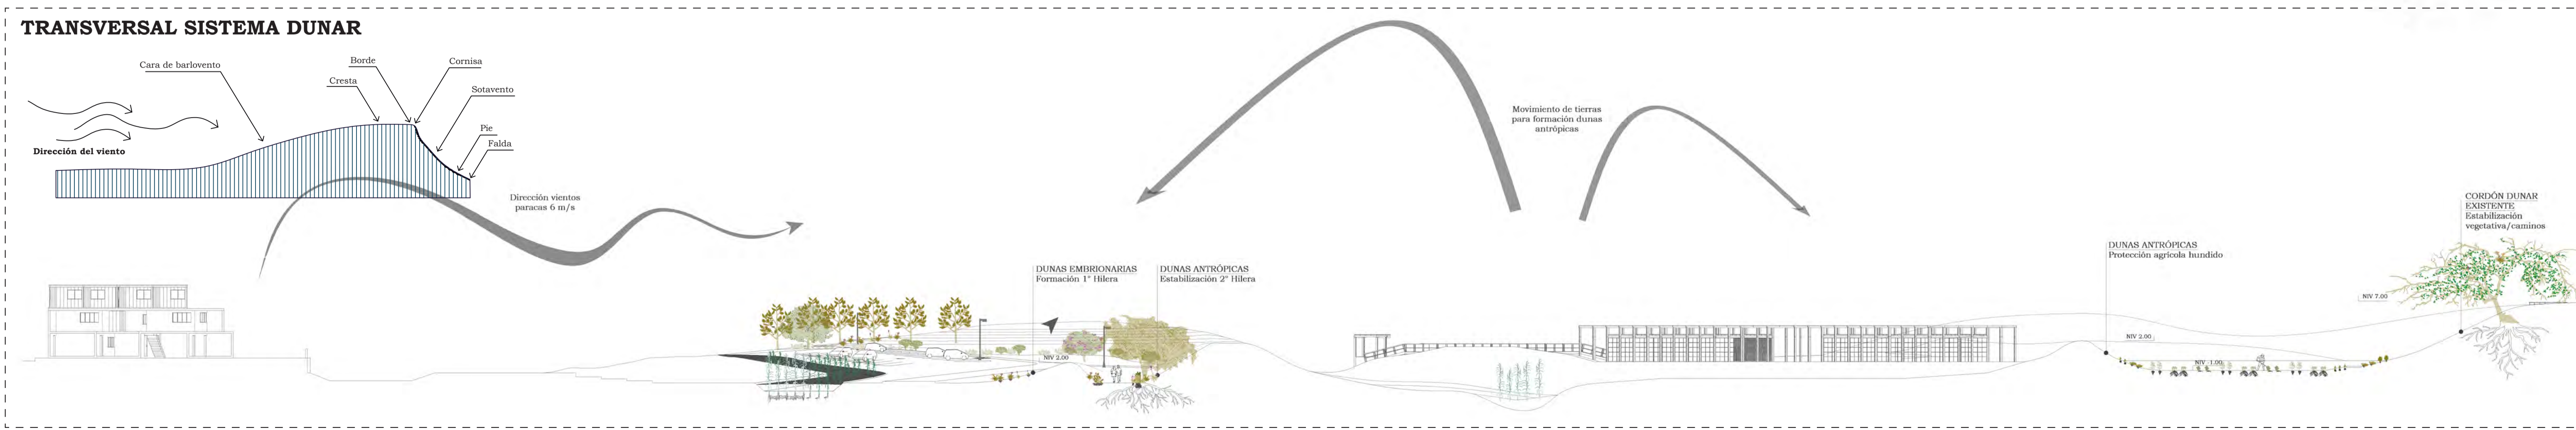 TRANSVERSAL SISTEMA DUNAR
Cara de barlovento
Borde
Cornisa
Cresta
Sotavento
Pie
Falda
Dirección del viento
Dirección vientos
paracas 6 m/s
Movimiento de tierras
para formación dunas
antrópicas
DUNAS EMBRIONARIAS
Formación 1° Hilera
DUNAS ANTRÓPICAS
Estabilización 2° Hilera
NIV 2.00
DUNAS ANTRÓPICAS
Protección agrícola hundido
NIV 2.00
NIV -1.00
NIV 7.00
CORDÓN DUNAR
EXISTENTE
Estabilización
vegetativa/caminos